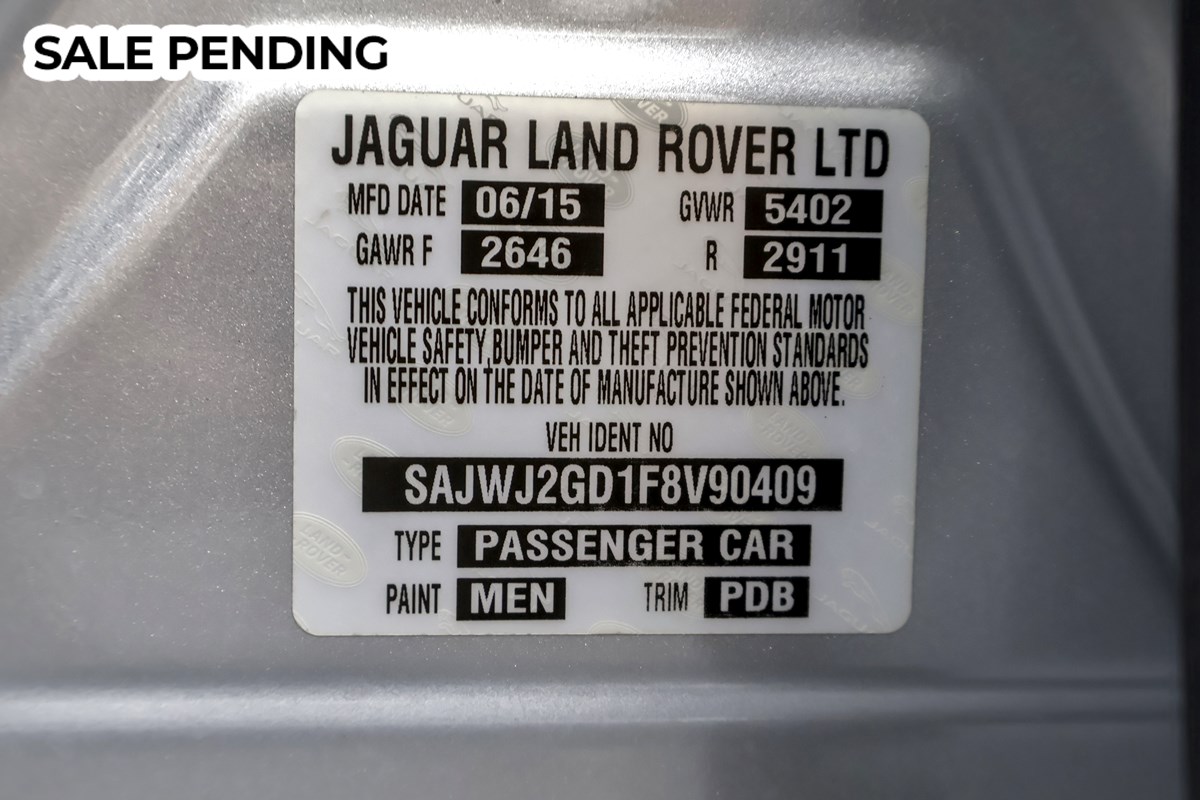 SALE PENDING
JAGUAR LAND ROVER LTD
MFD DATE 06/15 GVWR 5402
GAWR F 2646 R 2911
THIS VEHICLE CONFORMS TO ALL APPLICABLE FEDERAL MOTOR
VEHICLE SAFETY,BUMPER AND THEFT PREVENTION STANDARDS
IN EFFECT ON THE DATE OF MANUFACTURE SHOWN ABOVE.
VEH IDENT NO
SAJWJ2GD1F8V90409
TYPE PASSENGER CAR
PAINT MEN TRIM PDB